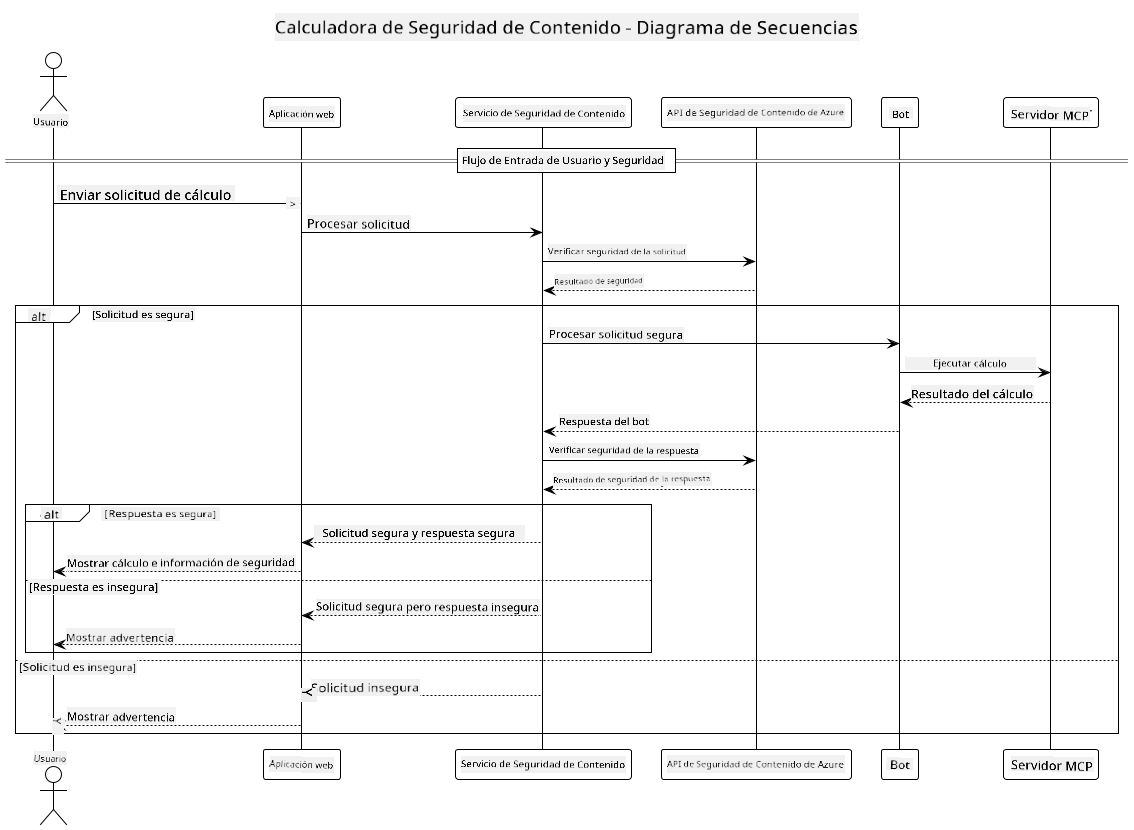 Calculadora de Seguridad de Contenido - Diagrama de Secuencias
Usuario
Aplicación web
Servicio de Seguridad de Contenido
API de Seguridad de Contenido de Azure
Bot
Servidor MCP
Flujo de Entrada de Usuario y Seguridad
Enviar solicitud de cálculo
Procesar solicitud
Verificar seguridad de la solicitud
Resultado de seguridad
alt
[Solicitud es segura]
Procesar solicitud segura
Ejecutar cálculo
Resultado del cálculo
Respuesta del bot
Verificar seguridad de la respuesta
Resultado de seguridad de la respuesta
alt
[Respuesta es segura]
Solicitud segura y respuesta segura
Mostrar cálculo e información de seguridad
[Respuesta es insegura]
Solicitud segura pero respuesta insegura
Mostrar advertencia
[Solicitud es insegura]
Solicitud insegura
Mostrar advertencia
Usuario
Aplicación web
Servicio de Seguridad de Contenido
API de Seguridad de Contenido de Azure
Bot
Servidor MCP